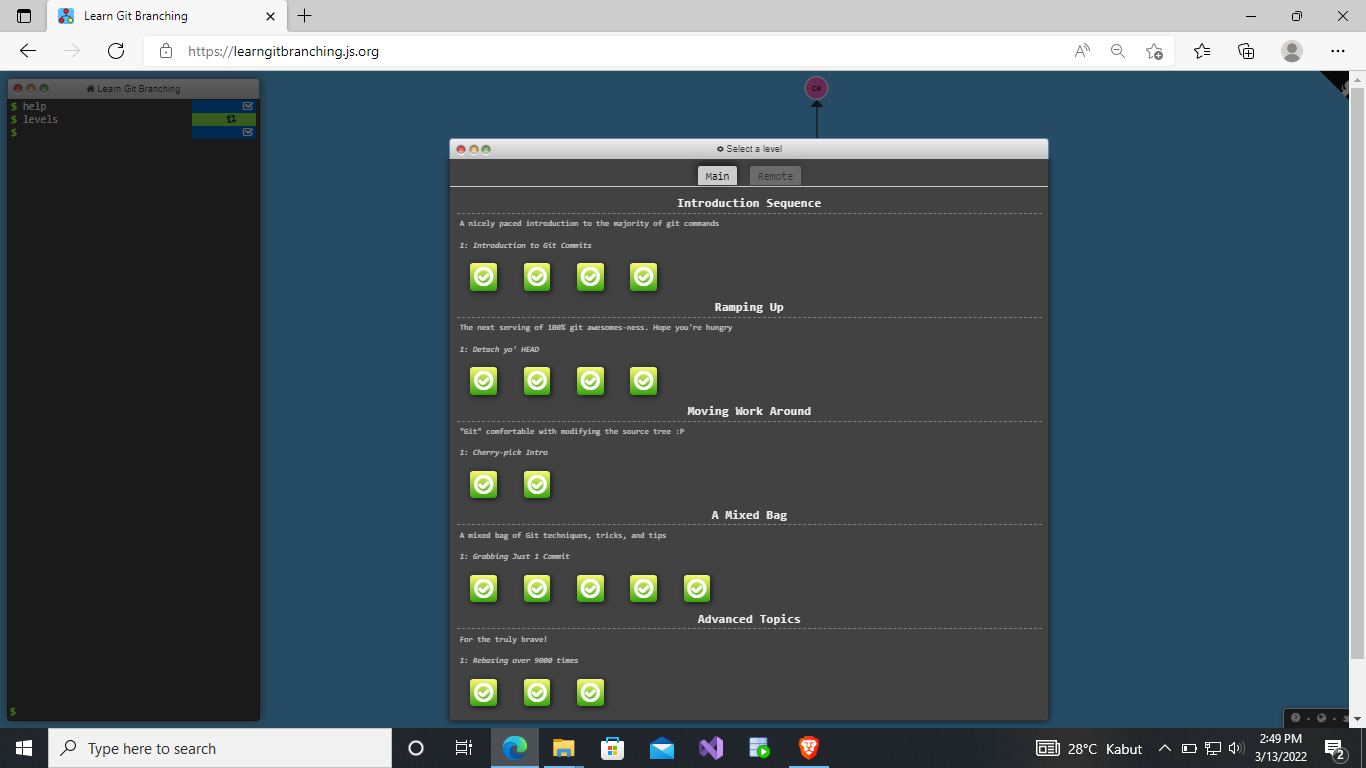 Learn Git Branching
https://learngitbranching.js.org
Learn Git Branching
$ help
$ levels
$
$
c0
Select a level
Main Remote
Introduction Sequence
A nicely paced introduction to the majority of git commands
1: Introduction to Git Commits
Ramping Up
The next serving of 100% git awesomes-ness. Hope you're hungry
1: Detach yo' HEAD
Moving Work Around
"Git" comfortable with modifying the source tree :P
1: Cherry-pick Intro
A Mixed Bag
A mixed bag of Git techniques, tricks, and tips
1: Grabbing Just 1 Commit
Advanced Topics
For the truly brave!
1: Rebasing over 9000 times
Type here to search
28°C Kabut
2:49 PM
3/13/2022
2